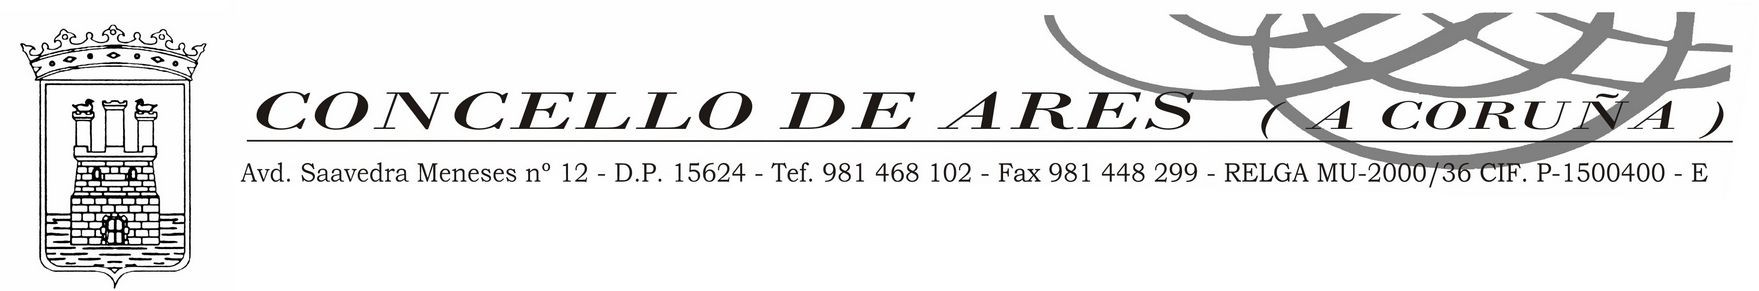 CONCELLO DE ARES ( A CORUÑA )
Avd. Saavedra Meneses nº 12 - D.P. 15624 - Tef. 981 468 102 - Fax 981 448 299 - RELGA MU-2000/36 CIF. P-1500400 - E